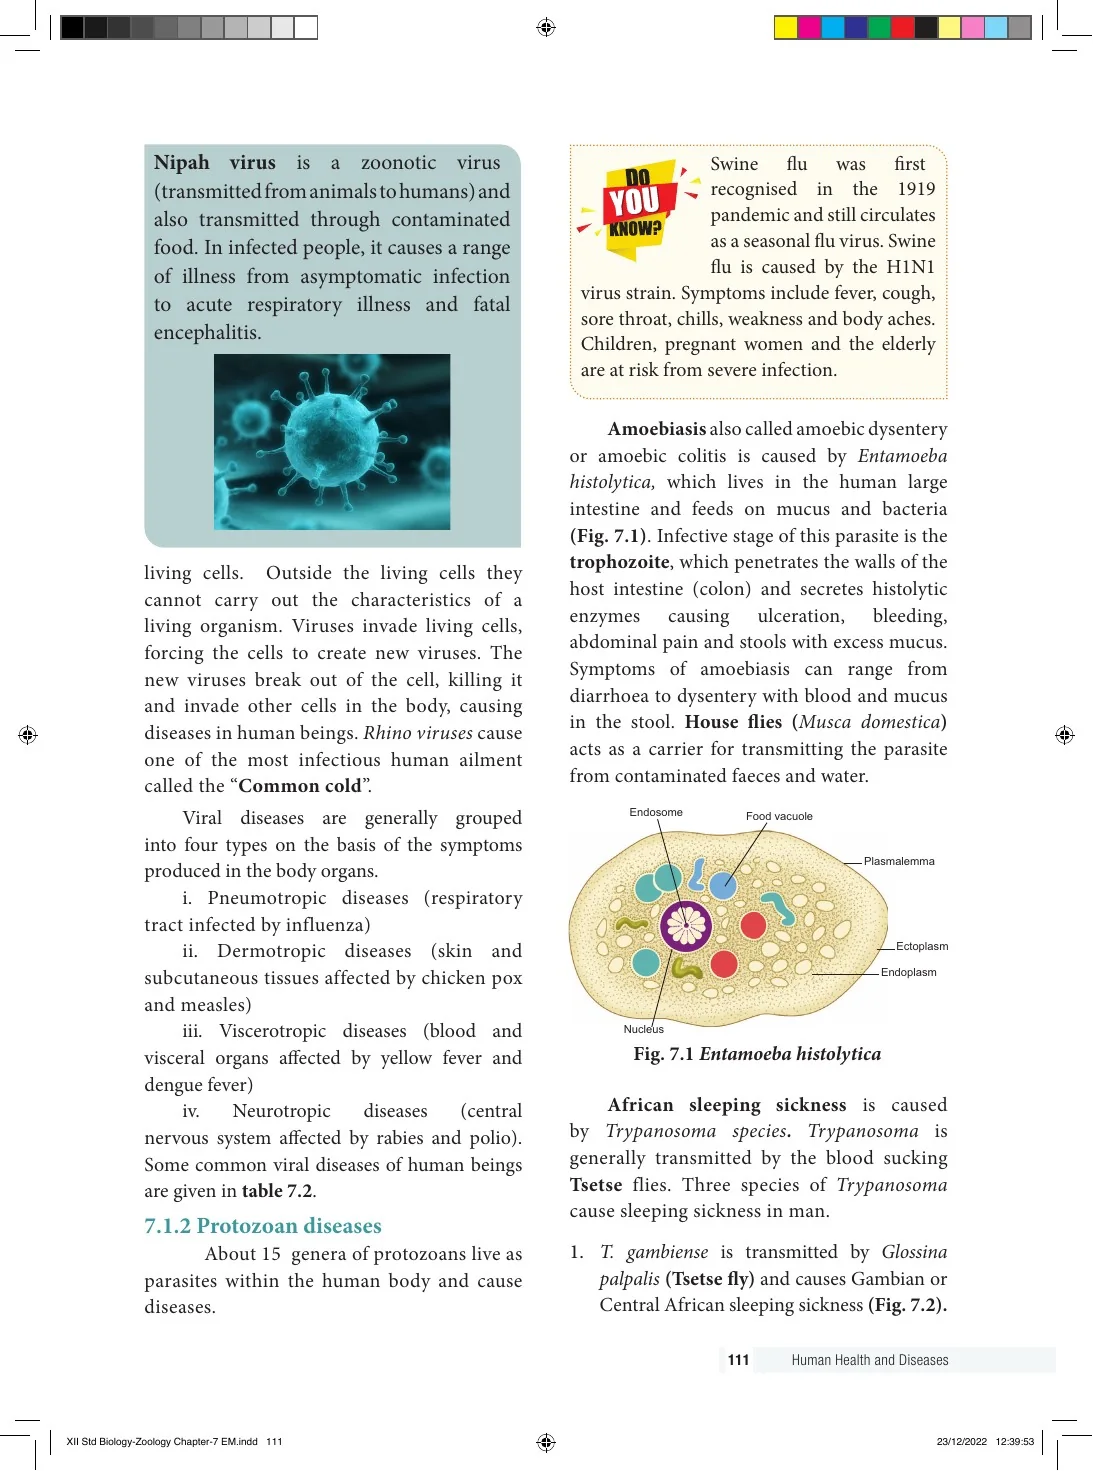 Nipah virus is a zoonotic virus
(transmitted from animals to humans) and
also transmitted through contaminated
food. In infected people, it causes a range
of illness from asymptomatic infection
to acute respiratory illness and fatal
encephalitis.
living cells. Outside the living cells they
cannot carry out the characteristics of a
living organism. Viruses invade living cells,
forcing the cells to create new viruses. The
new viruses break out of the cell, killing it
and invade other cells in the body, causing
diseases in human beings. Rhino viruses cause
one of the most infectious human ailment
called the “Common cold”.
Viral diseases are generally grouped
into four types on the basis of the symptoms
produced in the body organs.
i. Pneumotropic diseases (respiratory
tract infected by influenza)
ii. Dermotropic diseases (skin and
subcutaneous tissues affected by chicken pox
and measles)
iii. Viscerotropic diseases (blood and
visceral organs affected by yellow fever and
dengue fever)
iv. Neurotropic diseases (central
nervous system affected by rabies and polio).
Some common viral diseases of human beings
are given in table 7.2.
7.1.2 Protozoan diseases
About 15 genera of protozoans live as
parasites within the human body and cause
diseases.
DO
YOU
KNOW?
Swine flu was first
recognised in the 1919
pandemic and still circulates
as a seasonal flu virus. Swine
flu is caused by the H1N1
virus strain. Symptoms include fever, cough,
sore throat, chills, weakness and body aches.
Children, pregnant women and the elderly
are at risk from severe infection.
Amoebiasis also called amoebic dysentery
or amoebic colitis is caused by Entamoeba
histolytica, which lives in the human large
intestine and feeds on mucus and bacteria
(Fig. 7.1). Infective stage of this parasite is the
trophozoite, which penetrates the walls of the
host intestine (colon) and secretes histolytic
enzymes causing ulceration, bleeding,
abdominal pain and stools with excess mucus.
Symptoms of amoebiasis can range from
diarrhoea to dysentery with blood and mucus
in the stool. House flies (Musca domestica)
acts as a carrier for transmitting the parasite
from contaminated faeces and water.
Endosome
Food vacuole
Plasmalemma
Ectoplasm
Endoplasm
Nucleus
Fig. 7.1 Entamoeba histolytica
African sleeping sickness is caused
by Trypanosoma species. Trypanosoma is
generally transmitted by the blood sucking
Tsetse flies. Three species of Trypanosoma
cause sleeping sickness in man.
1. T. gambiense is transmitted by Glossina
palpalis (Tsetse fly) and causes Gambian or
Central African sleeping sickness (Fig. 7.2).
111 Human Health and Diseases
XII Std Biology-Zoology Chapter-7 EM.indd 111
23/12/2022 12:39:53